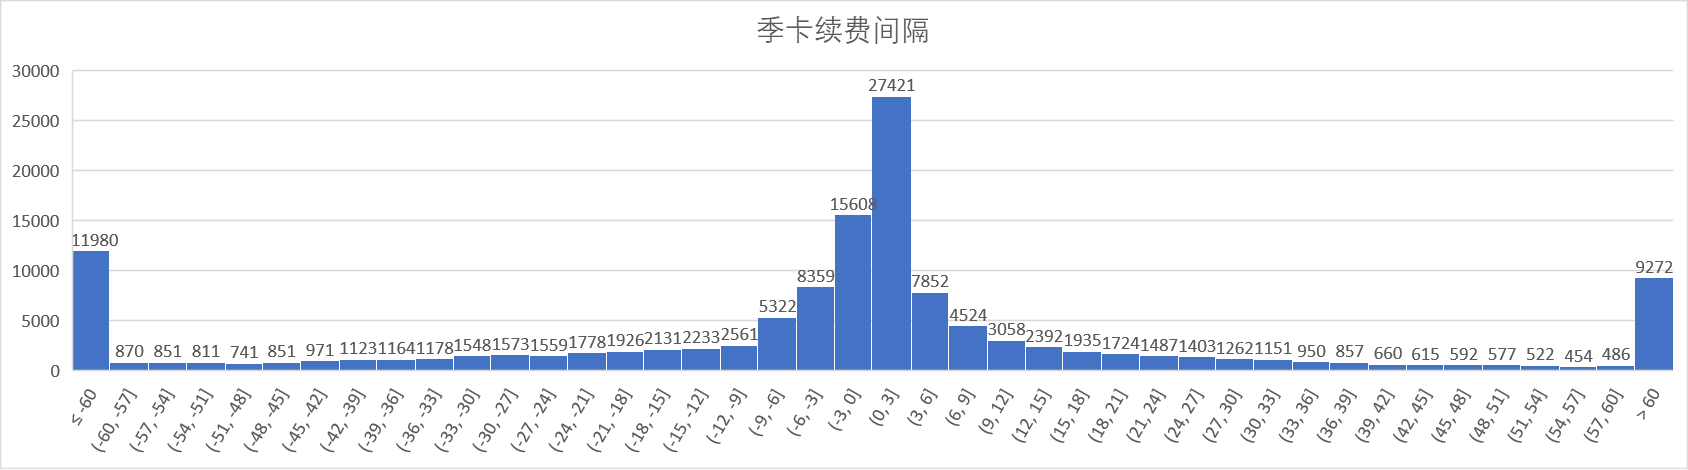 季卡续费间隔
30000
25000
20000
15000
10000
5000
0
11980 870 851 811 741 851 971 1123 1164 1178 1548 1573 1559 1778 1926 2131 2233 2561 5322 8359 15608 27421 7852 4524 3058 2392 1935 1724 1487 1403 1262 1151 950 857 660 615 592 577 522 454 486 9272
≤ -60 (-60, -57] (-57, -54] (-54, -51] (-51, -48] (-48, -45] (-45, -42] (-42, -39] (-39, -36] (-36, -33] (-33, -30] (-30, -27] (-27, -24] (-24, -21] (-21, -18] (-18, -15] (-15, -12] (-12, -9] (-9, -6] (-6, -3] (-3, 0] (0, 3] (3, 6] (6, 9] (9, 12] (12, 15] (15, 18] (18, 21] (21, 24] (24, 27] (27, 30] (30, 33] (33, 36] (36, 39] (39, 42] (42, 45] (45, 48] (48, 51] (51, 54] (54, 57] (57, 60] > 60